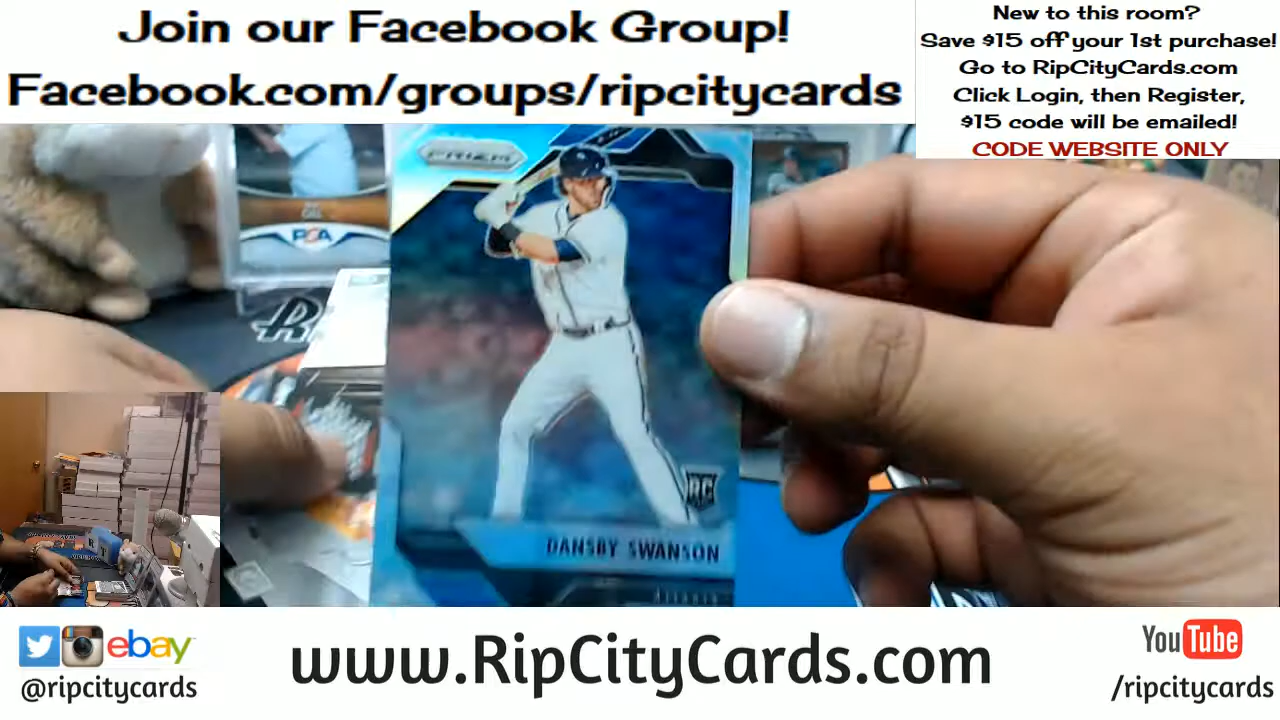 Join our Facebook Group!
Facebook.com/groups/ripcitycards
New to this room?
Save $15 off your 1st purchase!
Go to RipCityCards.com
Click Login, then Register,
$15 code will be emailed!
CODE WEBSITE ONLY
PRIZM
PSA
RC
DANSBY SWANSON
Atlanta
ebay
@ripcitycards
www.RipCityCards.com
YouTube
/ripcitycards